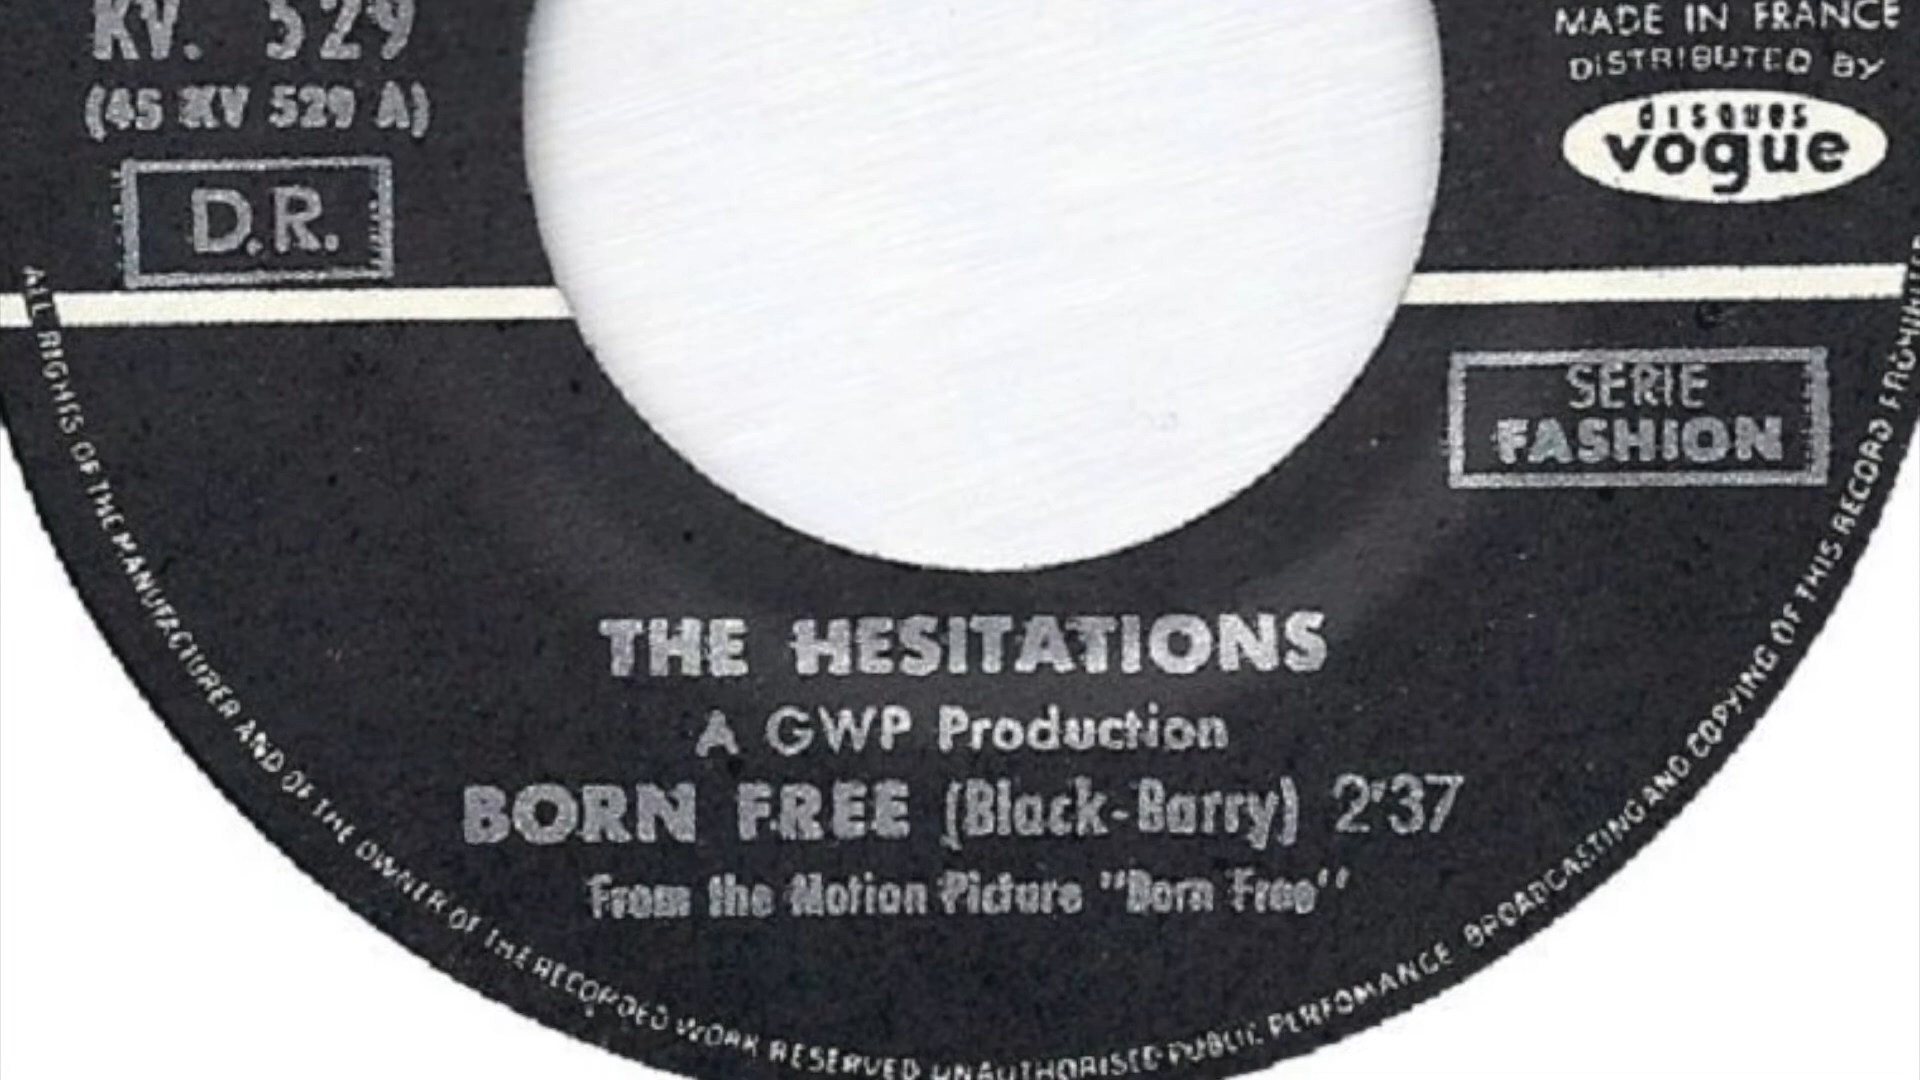 KV. 529
(45 KV 529 A)
D.R.
MADE IN FRANCE
DISTRIBUTED BY
disques
vogue
SERIE
FASHION
THE HESITATIONS
A GWP Production
BORN FREE (Black-Barry) 2'37
From the Motion Picture "Born Free"
ALL RIGHTS OF THE MANUFACTURER AND OF THE OWNER OF THE RECORDED WORK RESERVED UNAUTHORISED PUBLIC PERFOMANCE BROADCASTING AND COPYING OF THIS RECORD PROHIBITED